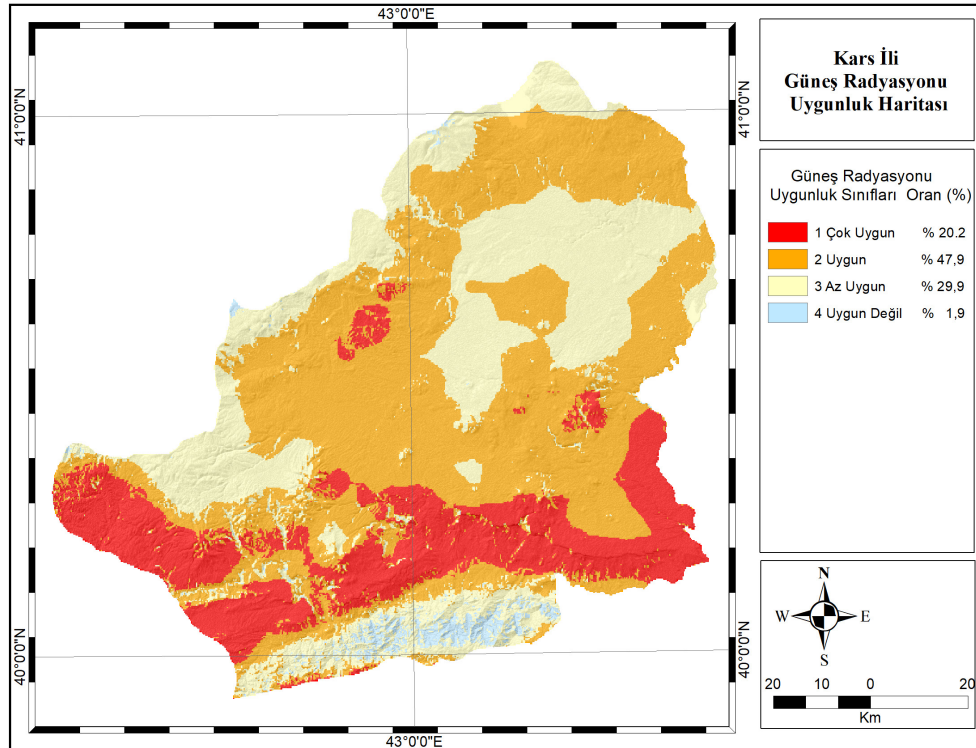 43°0'0"E
41°0'0"N
41°0'0"N
40°0'0"N
40°0'0"N
43°0'0"E
Kars İli
Güneş Radyasyonu
Uygunluk Haritası
Güneş Radyasyonu
Uygunluk Sınıfları Oran (%)
1 Çok Uygun % 20.2
2 Uygun % 47,9
3 Az Uygun % 29,9
4 Uygun Değil % 1,9
N
W E
S
20 10 0 20
Km